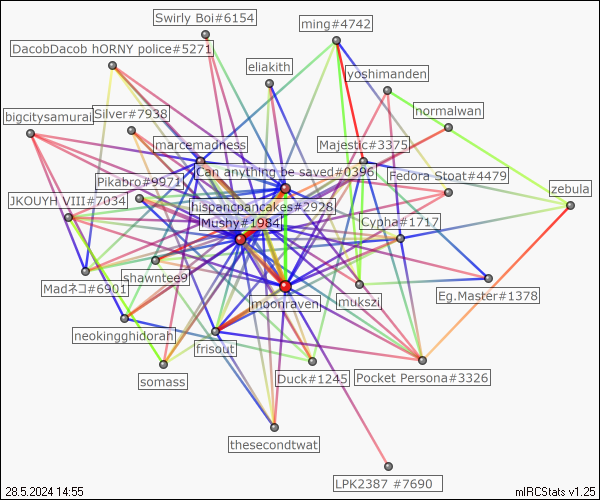 Swirly Boi#6154
ming#4742
DacobDacob hORNY police#5271
eliakith
yoshimanden
normalwan
bigcitysamurai
Silver#7938
marcemadness
Majestic#3375
Can anything be saved#0396
Fedora Stoat#4479
Pikabro#9971
zebula
JKOUYH VIII#7034
hispancpancakes#2928
Mushy#1984
Cypha#1717
shawntee9
Madネコ#6901
moonraven
mukszi
Eg.Master#1378
neokingghidorah
frisout
somass
Duck#1245
Pocket Persona#3326
thesecondtwat
LPK2387 #7690
28.5.2024 14:55
mIRCStats v1.25